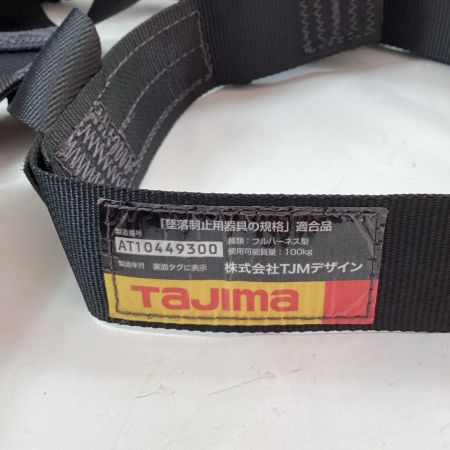 「墜落制止用器具の規格」適合品
製造番号
AT10449300
種類：フルハーネス型
使用可能質量：100kg
製造年月 裏面タグに表示
株式会社TJMデザイン
TaJima